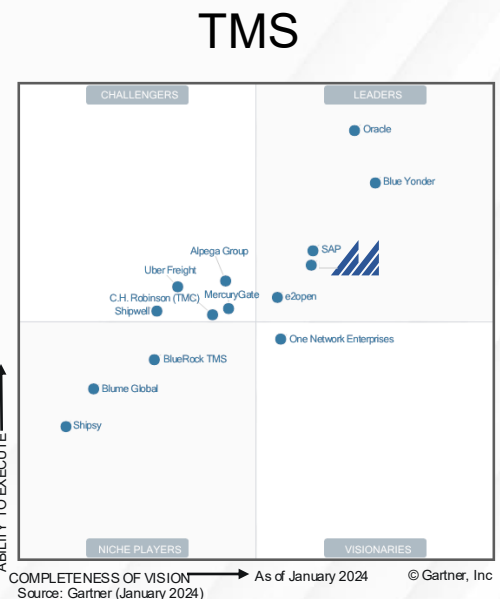 TMS
CHALLENGERS
LEADERS
Oracle
Blue Yonder
SAP
Alpega Group
Uber Freight
C.H. Robinson (TMC)
MercuryGate
e2open
Shipwell
One Network Enterprises
BlueRock TMS
Blume Global
Shipsy
ABILITY TO EXECUTE
NICHE PLAYERS
VISIONARIES
COMPLETENESS OF VISION
As of January 2024
© Gartner, Inc
Source: Gartner (January 2024)